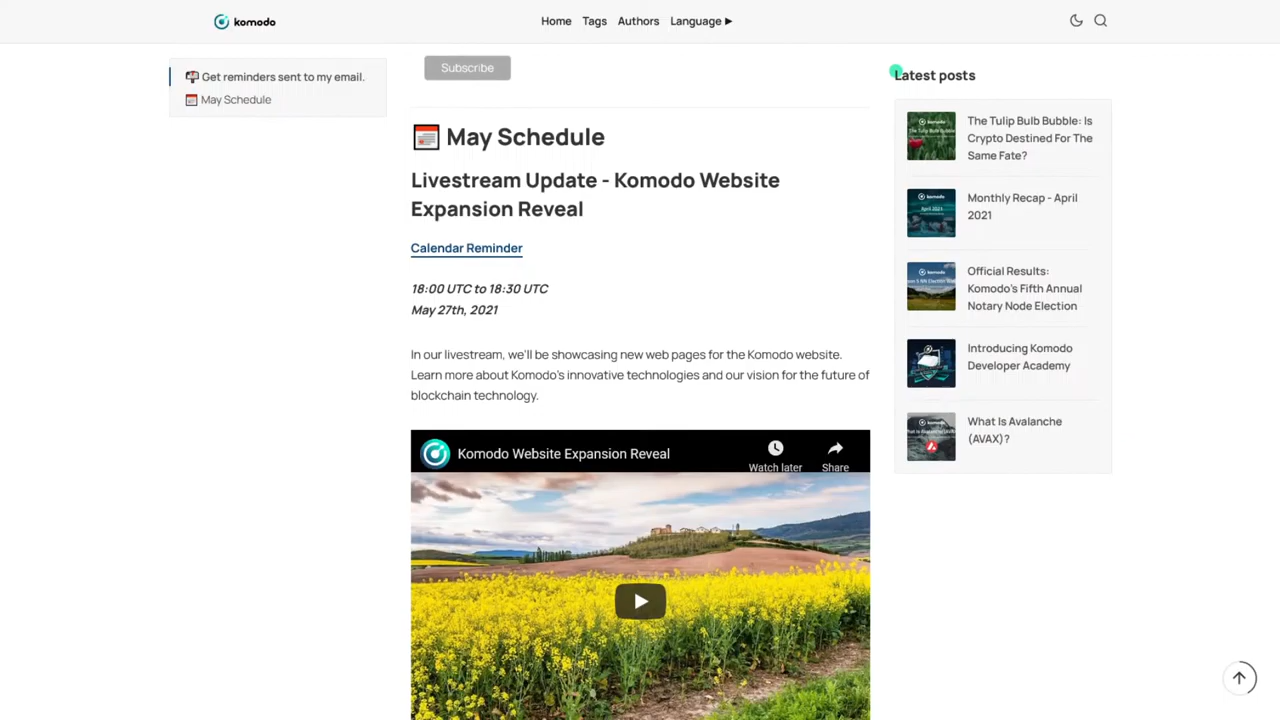 komodo
Home Tags Authors Language ▶
📬 Get reminders sent to my email.
📅 May Schedule
Subscribe
📅 May Schedule
Livestream Update - Komodo Website
Expansion Reveal
Calendar Reminder
18:00 UTC to 18:30 UTC
May 27th, 2021
In our livestream, we'll be showcasing new web pages for the Komodo website.
Learn more about Komodo's innovative technologies and our vision for the future of
blockchain technology.
Komodo Website Expansion Reveal
Watch later
Share
Latest posts
The Tulip Bulb Bubble: Is
Crypto Destined For The
Same Fate?
Monthly Recap - April
2021
Official Results:
Komodo's Fifth Annual
Notary Node Election
Introducing Komodo
Developer Academy
What Is Avalanche
(AVAX)?